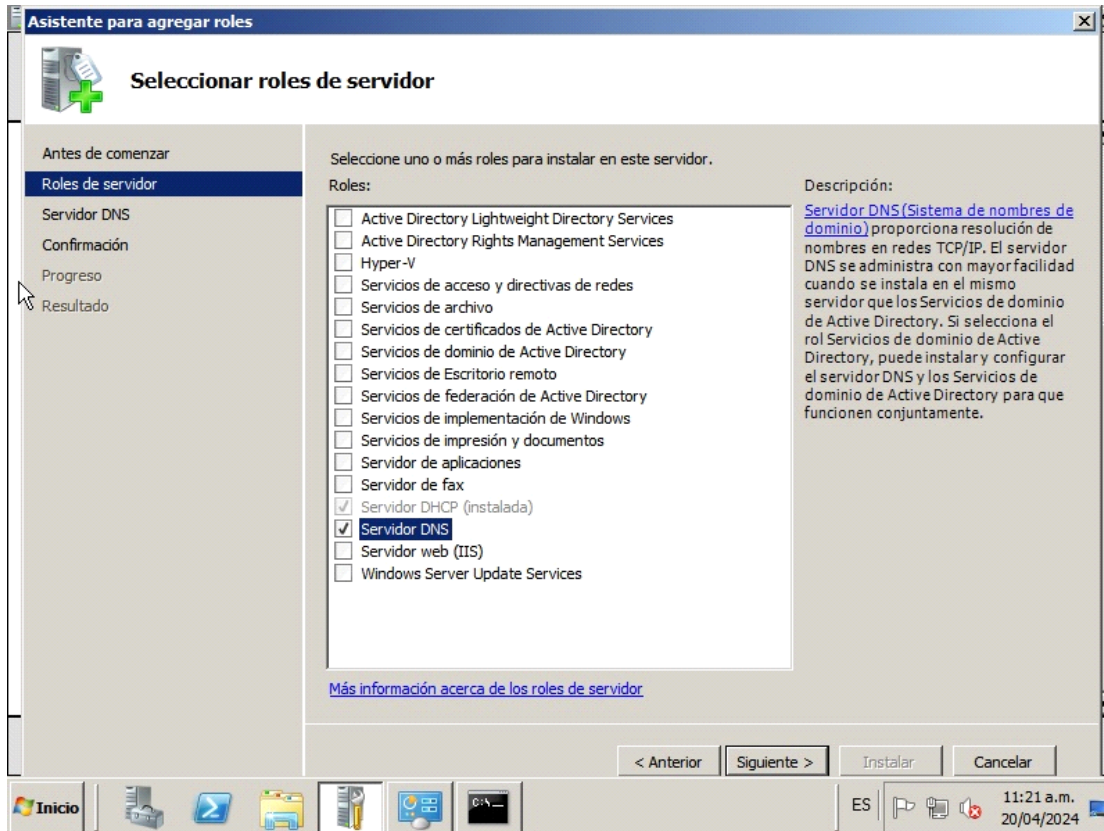 Asistente para agregar roles
Seleccionar roles de servidor
Antes de comenzar
Roles de servidor
Servidor DNS
Confirmación
Progreso
Resultado
Seleccione uno o más roles para instalar en este servidor.
Roles:
Active Directory Lightweight Directory Services
Active Directory Rights Management Services
Hyper-V
Servicios de acceso y directivas de redes
Servicios de archivo
Servicios de certificados de Active Directory
Servicios de dominio de Active Directory
Servicios de Escritorio remoto
Servicios de federación de Active Directory
Servicios de implementación de Windows
Servicios de impresión y documentos
Servidor de aplicaciones
Servidor de fax
Servidor DHCP (instalada)
Servidor DNS
Servidor web (IIS)
Windows Server Update Services
Más información acerca de los roles de servidor
Descripción:
Servidor DNS (Sistema de nombres de
dominio) proporciona resolución de
nombres en redes TCP/IP. El servidor
DNS se administra con mayor facilidad
cuando se instala en el mismo
servidor que los Servicios de dominio
de Active Directory. Si selecciona el
rol Servicios de dominio de Active
Directory, puede instalar y configurar
el servidor DNS y los Servicios de
dominio de Active Directory para que
funcionen conjuntamente.
< Anterior
Siguiente >
Instalar
Cancelar
Inicio
C:\_
ES
11:21 a.m.
20/04/2024